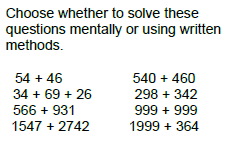 Choose whether to solve these
questions mentally or using written
methods.
54 + 46 540 + 460
34 + 69 + 26 298 + 342
566 + 931 999 + 999
1547 + 2742 1999 + 364